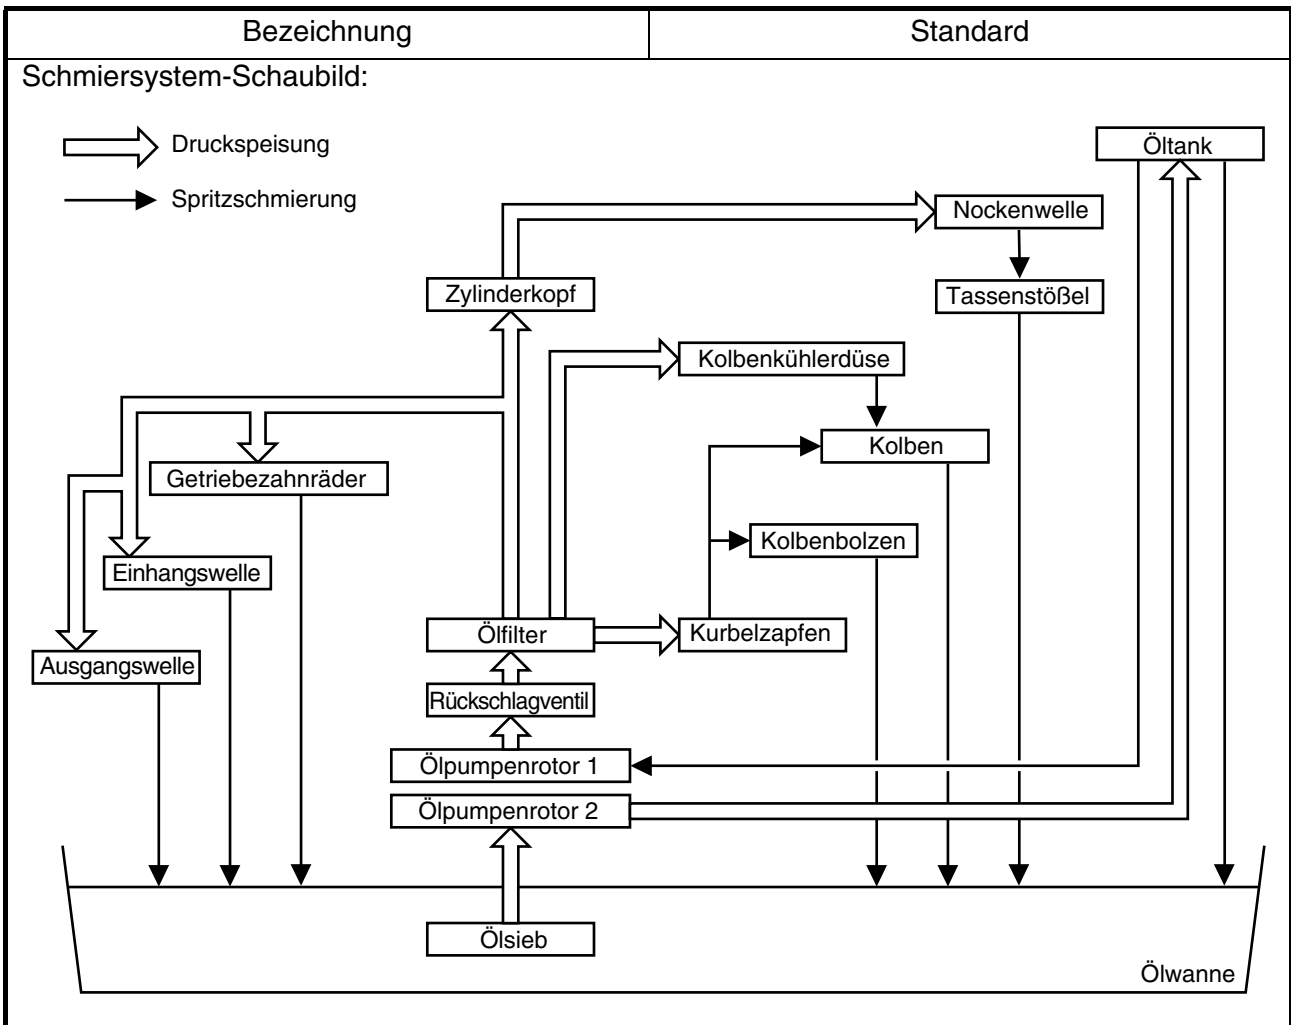 Bezeichnung
Standard
Schmiersystem-Schaubild:
Druckspeisung
Spritzschmierung
Öltank
Nockenwelle
Zylinderkopf
Tassenstößel
Kolbenkühlerdüse
Kolben
Getriebezahnräder
Kolbenbolzen
Einhangswelle
Ölfilter
Kurbelzapfen
Ausgangswelle
Rückschlagventil
Ölpumpenrotor 1
Ölpumpenrotor 2
Ölsieb
Ölwanne